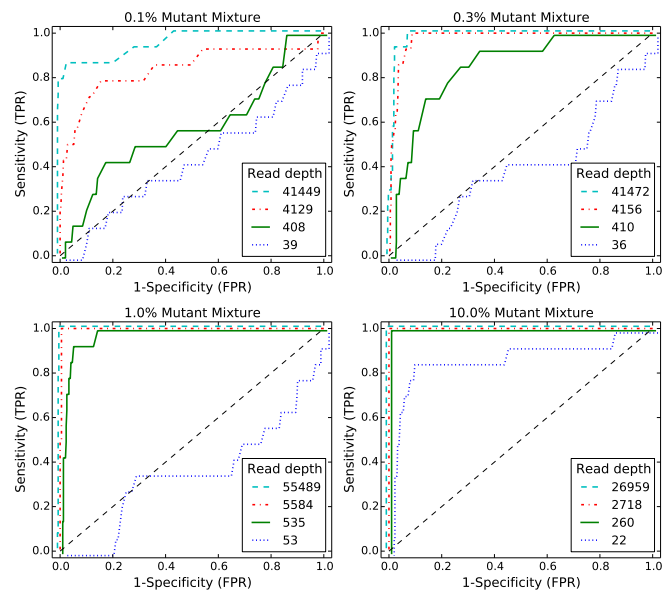 0.1% Mutant Mixture
Sensitivity (TPR)
1.0
0.8
0.6
0.4
0.2
0.0
Read depth
41449
4129
408
39
0.0 0.2 0.4 0.6 0.8 1.0
1-Specificity (FPR)
0.3% Mutant Mixture
Sensitivity (TPR)
1.0
0.8
0.6
0.4
0.2
0.0
Read depth
41472
4156
410
36
0.0 0.2 0.4 0.6 0.8 1.0
1-Specificity (FPR)
1.0% Mutant Mixture
Sensitivity (TPR)
1.0
0.8
0.6
0.4
0.2
0.0
Read depth
55489
5584
535
53
0.0 0.2 0.4 0.6 0.8 1.0
1-Specificity (FPR)
10.0% Mutant Mixture
Sensitivity (TPR)
1.0
0.8
0.6
0.4
0.2
0.0
Read depth
26959
2718
260
22
0.0 0.2 0.4 0.6 0.8 1.0
1-Specificity (FPR)